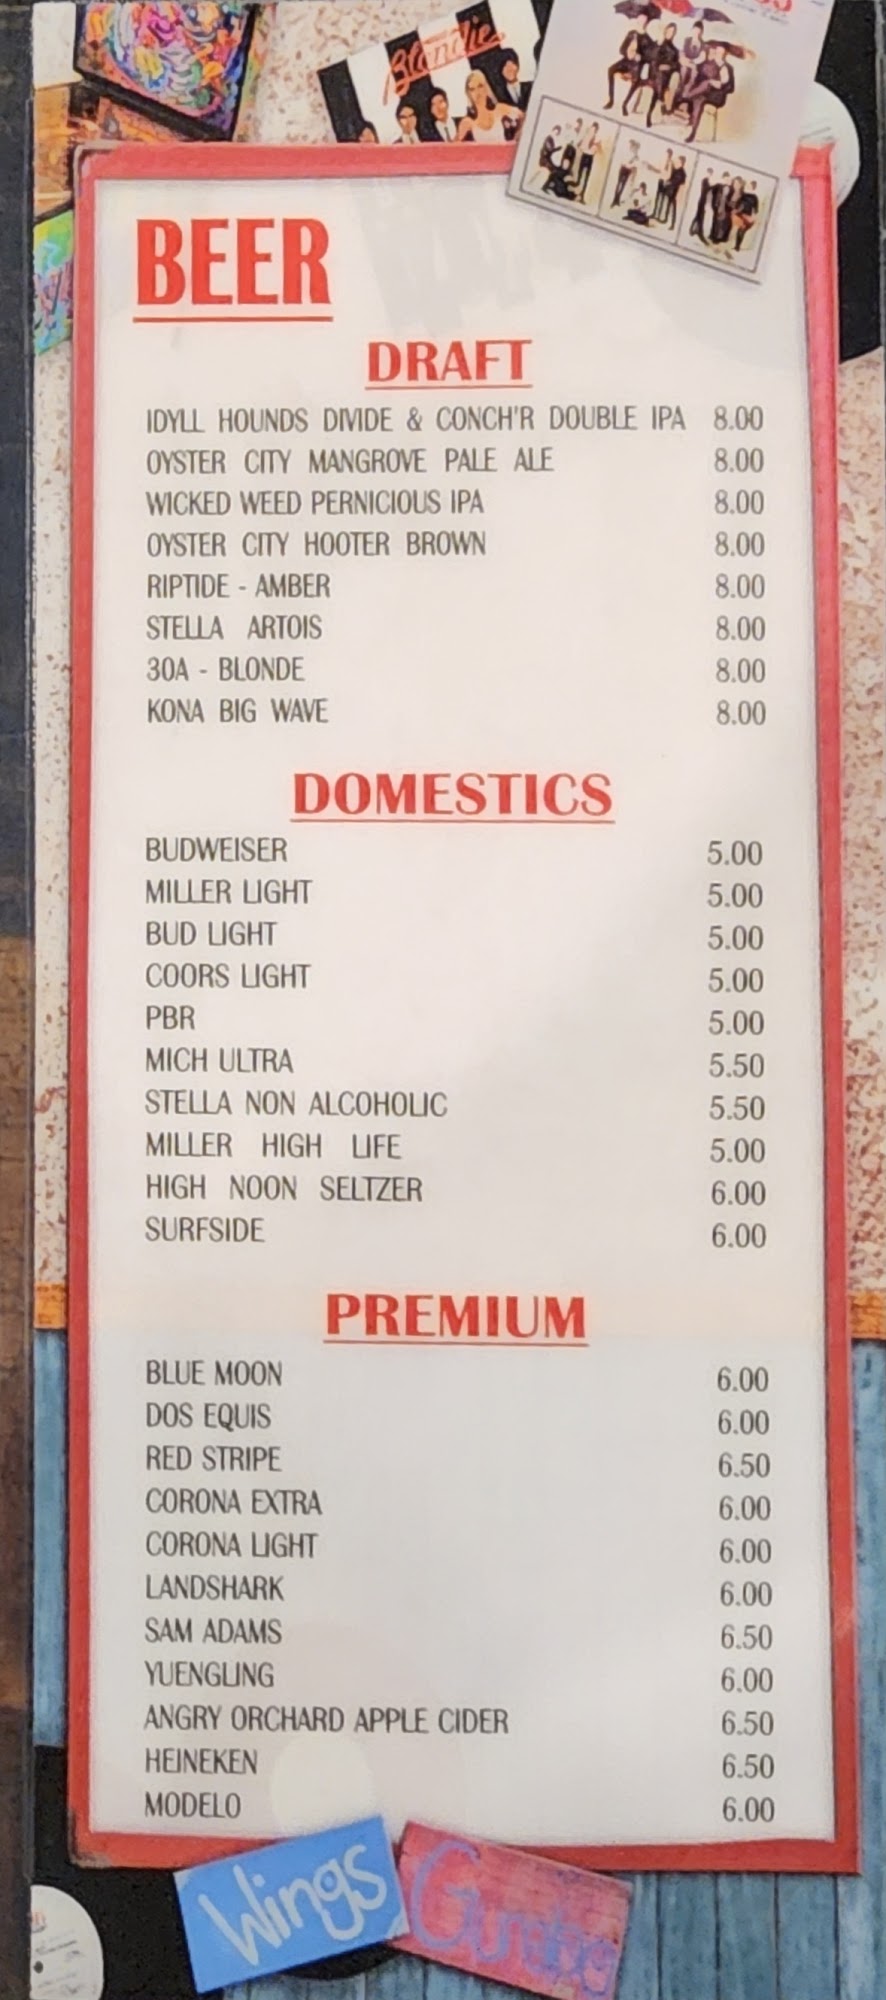 Blondie
BEER
DRAFT
IDYLL HOUNDS DIVIDE & CONCH'R DOUBLE IPA 8.00
OYSTER CITY MANGROVE PALE ALE 8.00
WICKED WEED PERNICIOUS IPA 8.00
OYSTER CITY HOOTER BROWN 8.00
RIPTIDE - AMBER 8.00
STELLA ARTOIS 8.00
30A - BLONDE 8.00
KONA BIG WAVE 8.00
DOMESTICS
BUDWEISER 5.00
MILLER LIGHT 5.00
BUD LIGHT 5.00
COORS LIGHT 5.00
PBR 5.00
MICH ULTRA 5.50
STELLA NON ALCOHOLIC 5.50
MILLER HIGH LIFE 5.00
HIGH NOON SELTZER 6.00
SURFSIDE 6.00
PREMIUM
BLUE MOON 6.00
DOS EQUIS 6.00
RED STRIPE 6.50
CORONA EXTRA 6.00
CORONA LIGHT 6.00
LANDSHARK 6.00
SAM ADAMS 6.50
YUENGLING 6.00
ANGRY ORCHARD APPLE CIDER 6.50
HEINEKEN 6.50
MODELO 6.00
Wings Gumbo